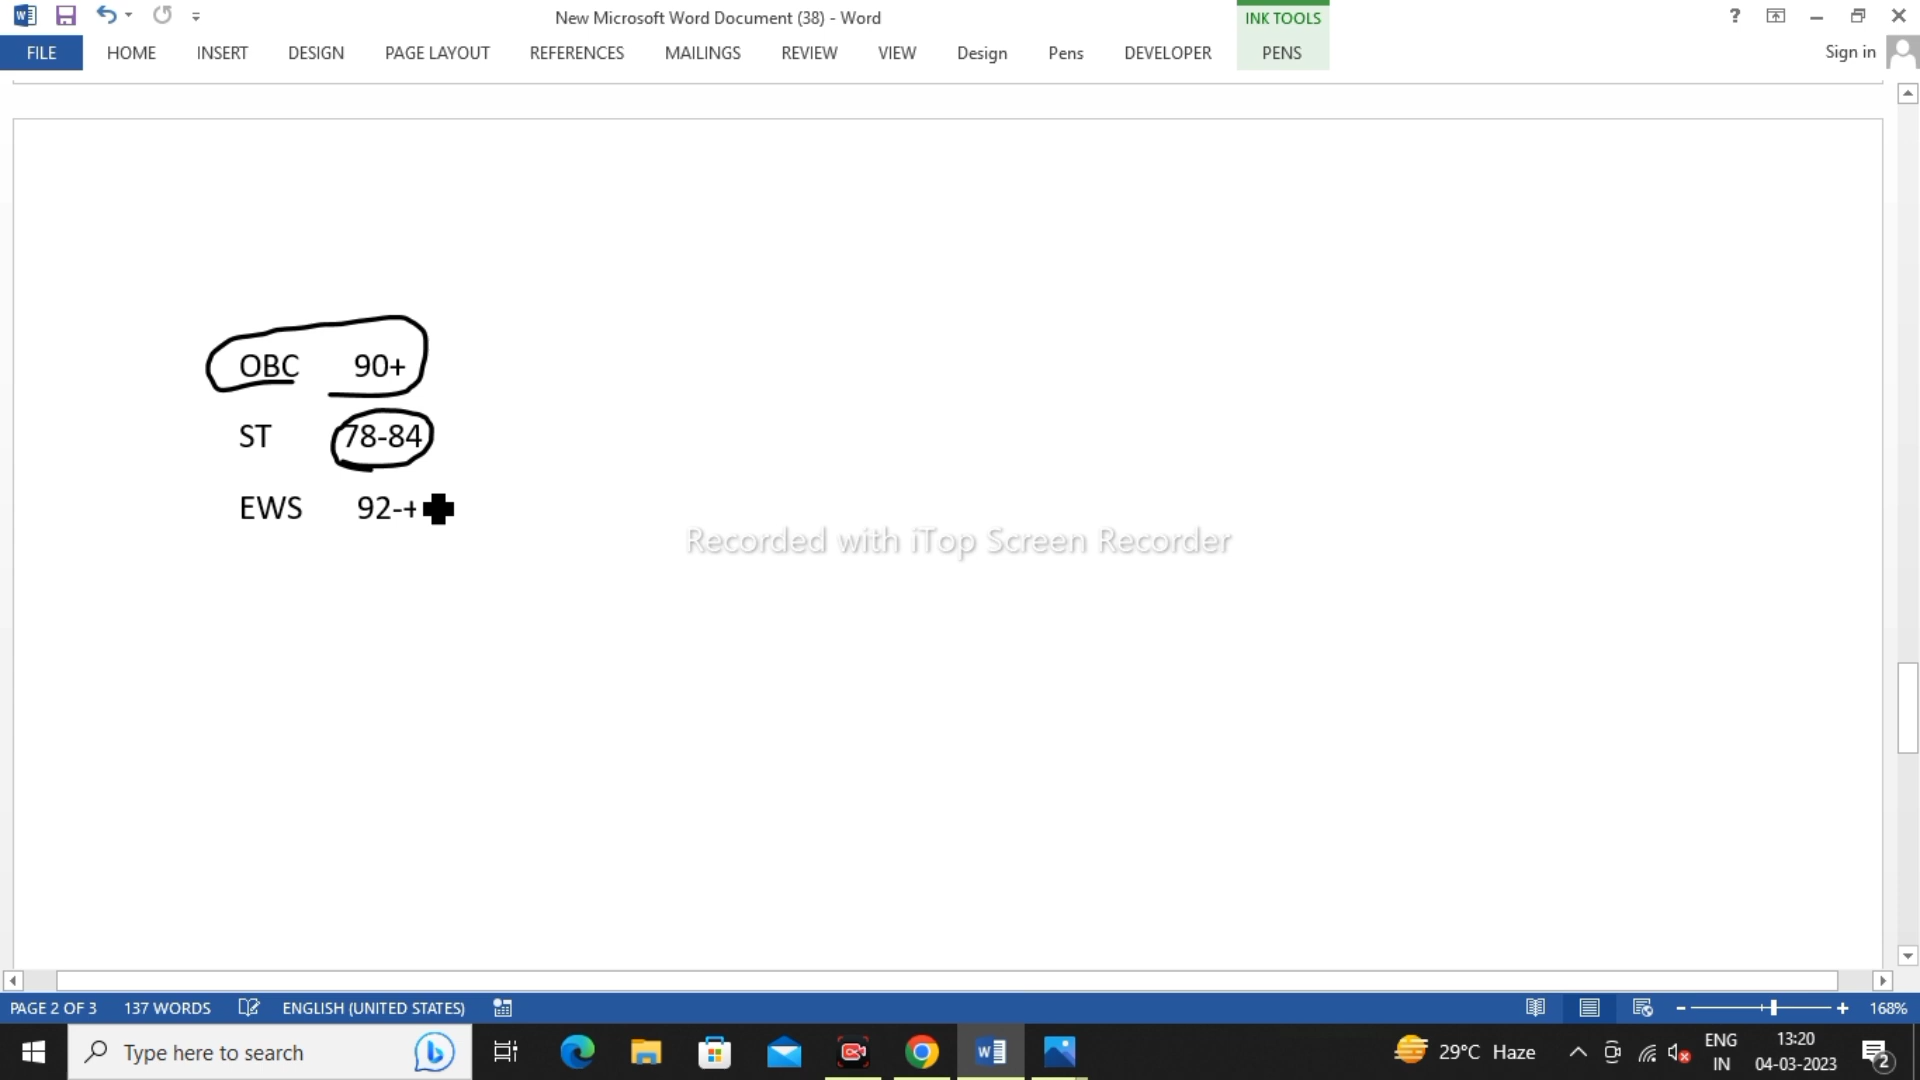 New Microsoft Word Document (38) - Word
INK TOOLS
?
FILE HOME INSERT DESIGN PAGE LAYOUT REFERENCES MAILINGS REVIEW VIEW Design Pens DEVELOPER PENS Sign in
OBC 90+
ST 78-84
EWS 92-+
Recorded with iTop Screen Recorder
PAGE 2 OF 3 137 WORDS ENGLISH (UNITED STATES) 168%
Type here to search
29°C Haze
ENG
IN
13:20
04-03-2023
2